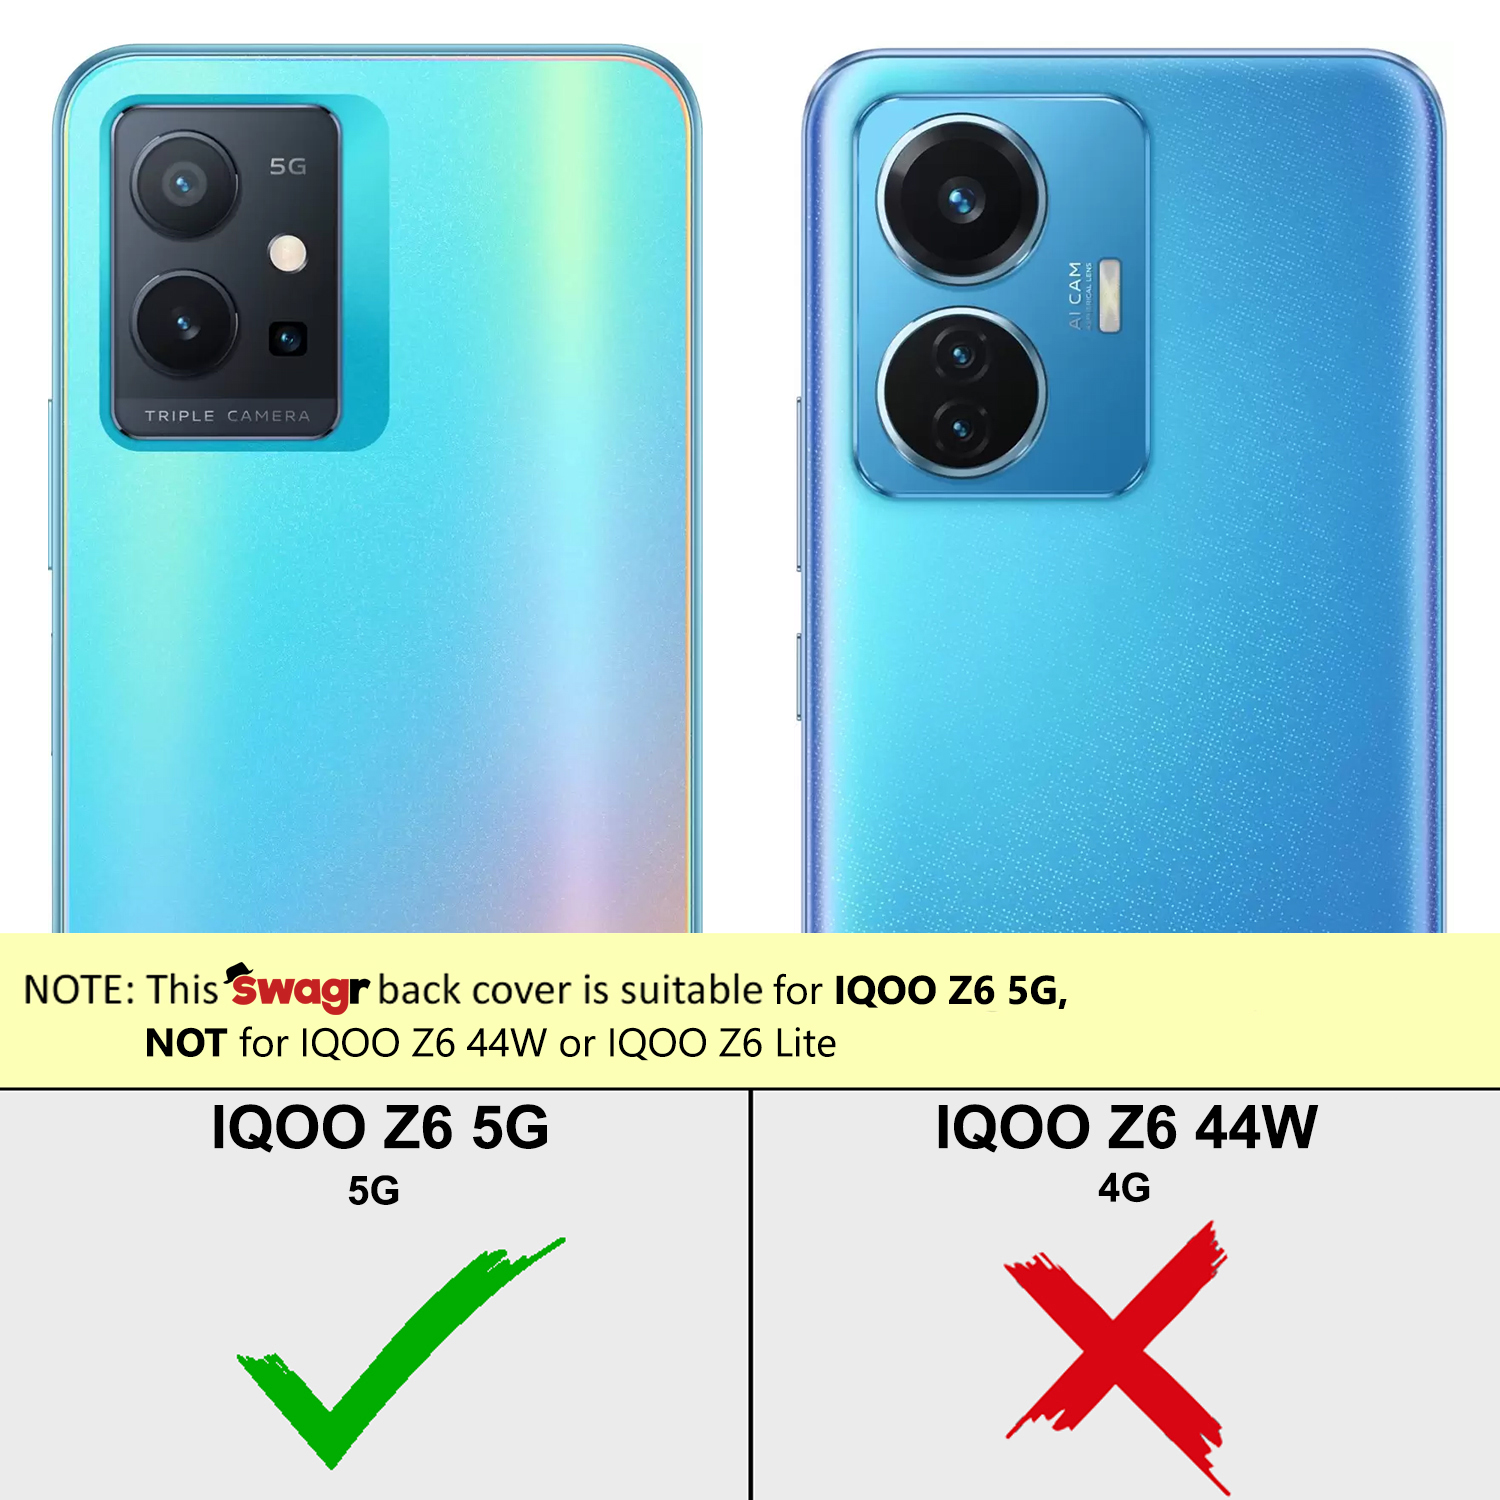 5G
TRIPLE CAMERA
AI CAM
NOTE: This Swagr back cover is suitable for IQOO Z6 5G,
NOT for IQOO Z6 44W or IQOO Z6 Lite
IQOO Z6 5G
5G
IQOO Z6 44W
4G